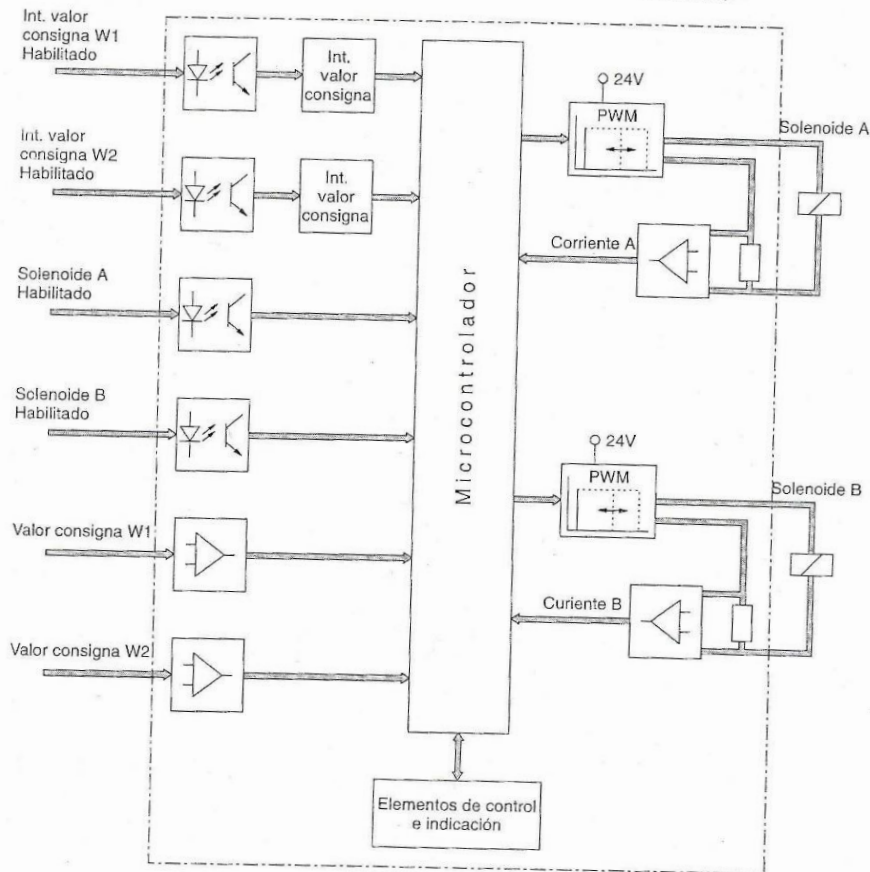 Int. valor
consigna W1
Habilitado
Int.
valor
consigna
Int. valor
consigna W2
Habilitado
Int.
valor
consigna
Solenoide A
Habilitado
Solenoide B
Habilitado
Valor consigna W1
Valor consigna W2
Microcontrolador
24V
PWM
Solenoide A
Corriente A
24V
PWM
Solenoide B
Curiente B
Elementos de control
e indicación